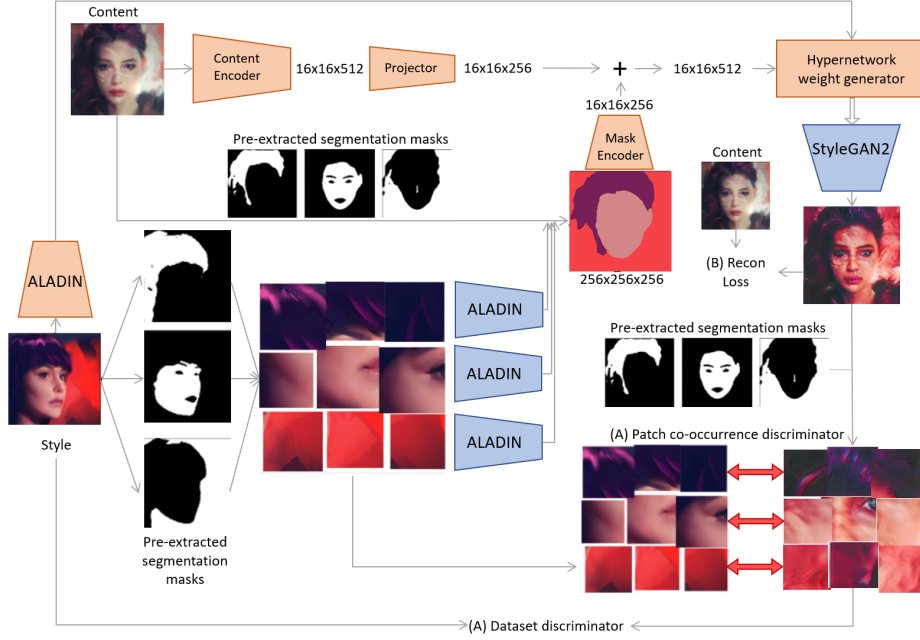 Content
Content
Encoder
16x16x512
Projector
16x16x256
+
16x16x512
Hypernetwork
weight generator
16x16x256
Mask
Encoder
StyleGAN2
Pre-extracted segmentation masks
Content
(B) Recon
Loss
256x256x256
ALADIN
Style
Pre-extracted
segmentation
masks
ALADIN
ALADIN
ALADIN
Pre-extracted segmentation masks
(A) Patch co-occurrence discriminator
(A) Dataset discriminator